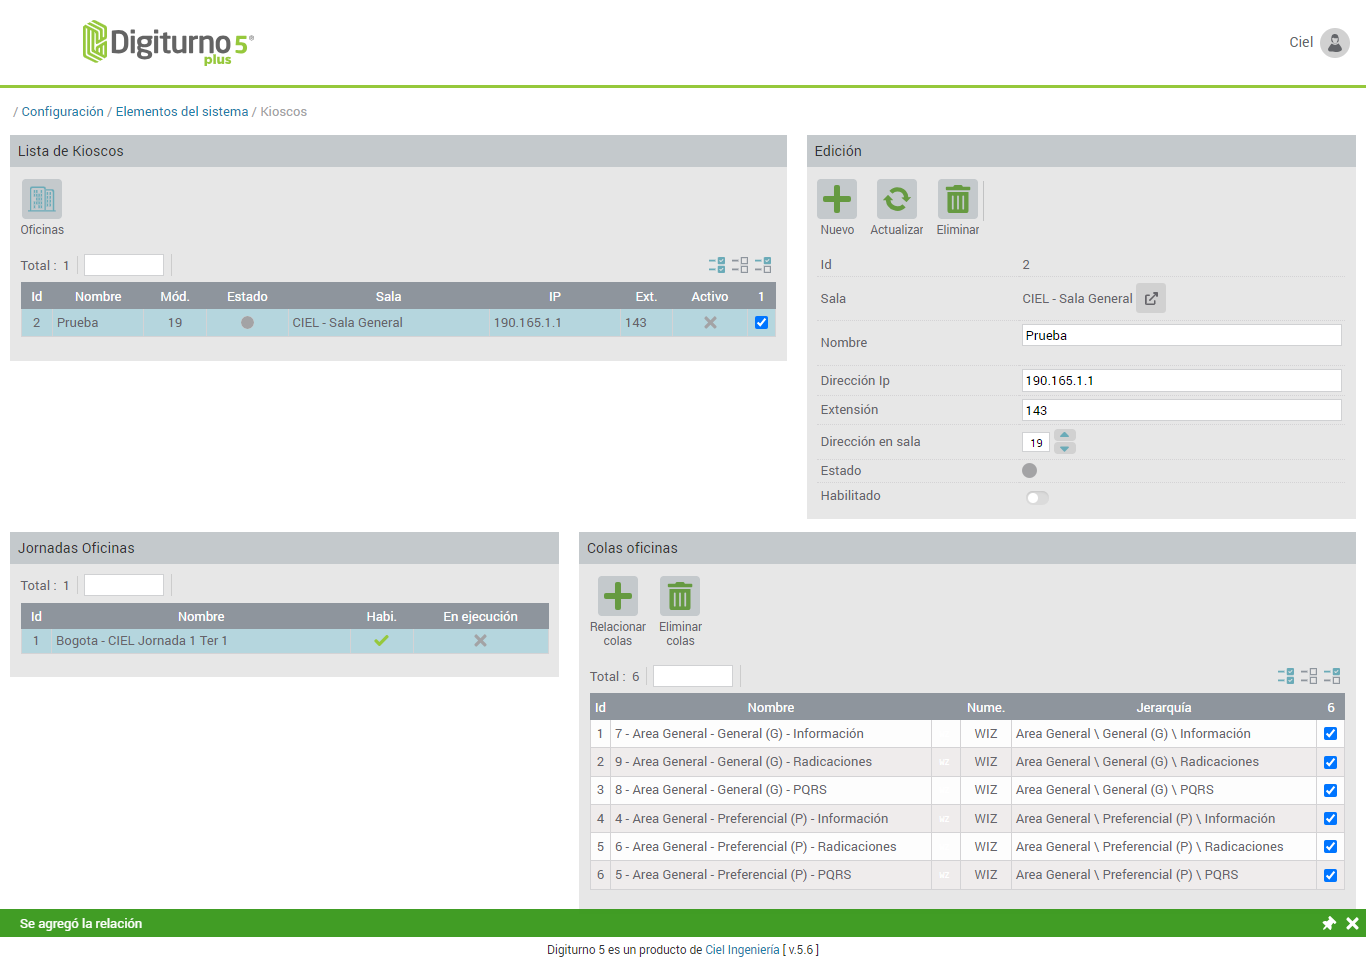 Digiturno 5®
plus
Ciel
/ Configuración / Elementos del sistema / Kioscos
Lista de Kioscos
Oficinas
Total : 1
Id Nombre Mód. Estado Sala IP Ext. Activo 1
2 Prueba 19 CIEL - Sala General 190.165.1.1 143
Edición
Nuevo Actualizar Eliminar
Id 2
Sala CIEL - Sala General
Nombre Prueba
Dirección Ip 190.165.1.1
Extensión 143
Dirección en sala 19
Estado
Habilitado
Jornadas Oficinas
Total : 1
Id Nombre Habi. En ejecución
1 Bogota - CIEL Jornada 1 Ter 1
Colas oficinas
Relacionar colas Eliminar colas
Total : 6
Id Nombre Nume. Jerarquía 6
1 7 - Area General - General (G) - Información WIZ Area General \ General (G) \ Información
2 9 - Area General - General (G) - Radicaciones WZ WIZ Area General \ General (G) \ Radicaciones
3 8 - Area General - General (G) - PQRS WIZ Area General \ General (G) \ PQRS
4 4 - Area General - Preferencial (P) - Información WZ WIZ Area General \ Preferencial (P) \ Información
5 6 - Area General - Preferencial (P) - Radicaciones WIZ Area General \ Preferencial (P) \ Radicaciones
6 5 - Area General - Preferencial (P) - PQRS WZ WIZ Area General \ Preferencial (P) \ PQRS
Se agregó la relación
Digiturno 5 es un producto de Ciel Ingeniería [ v.5.6 ]